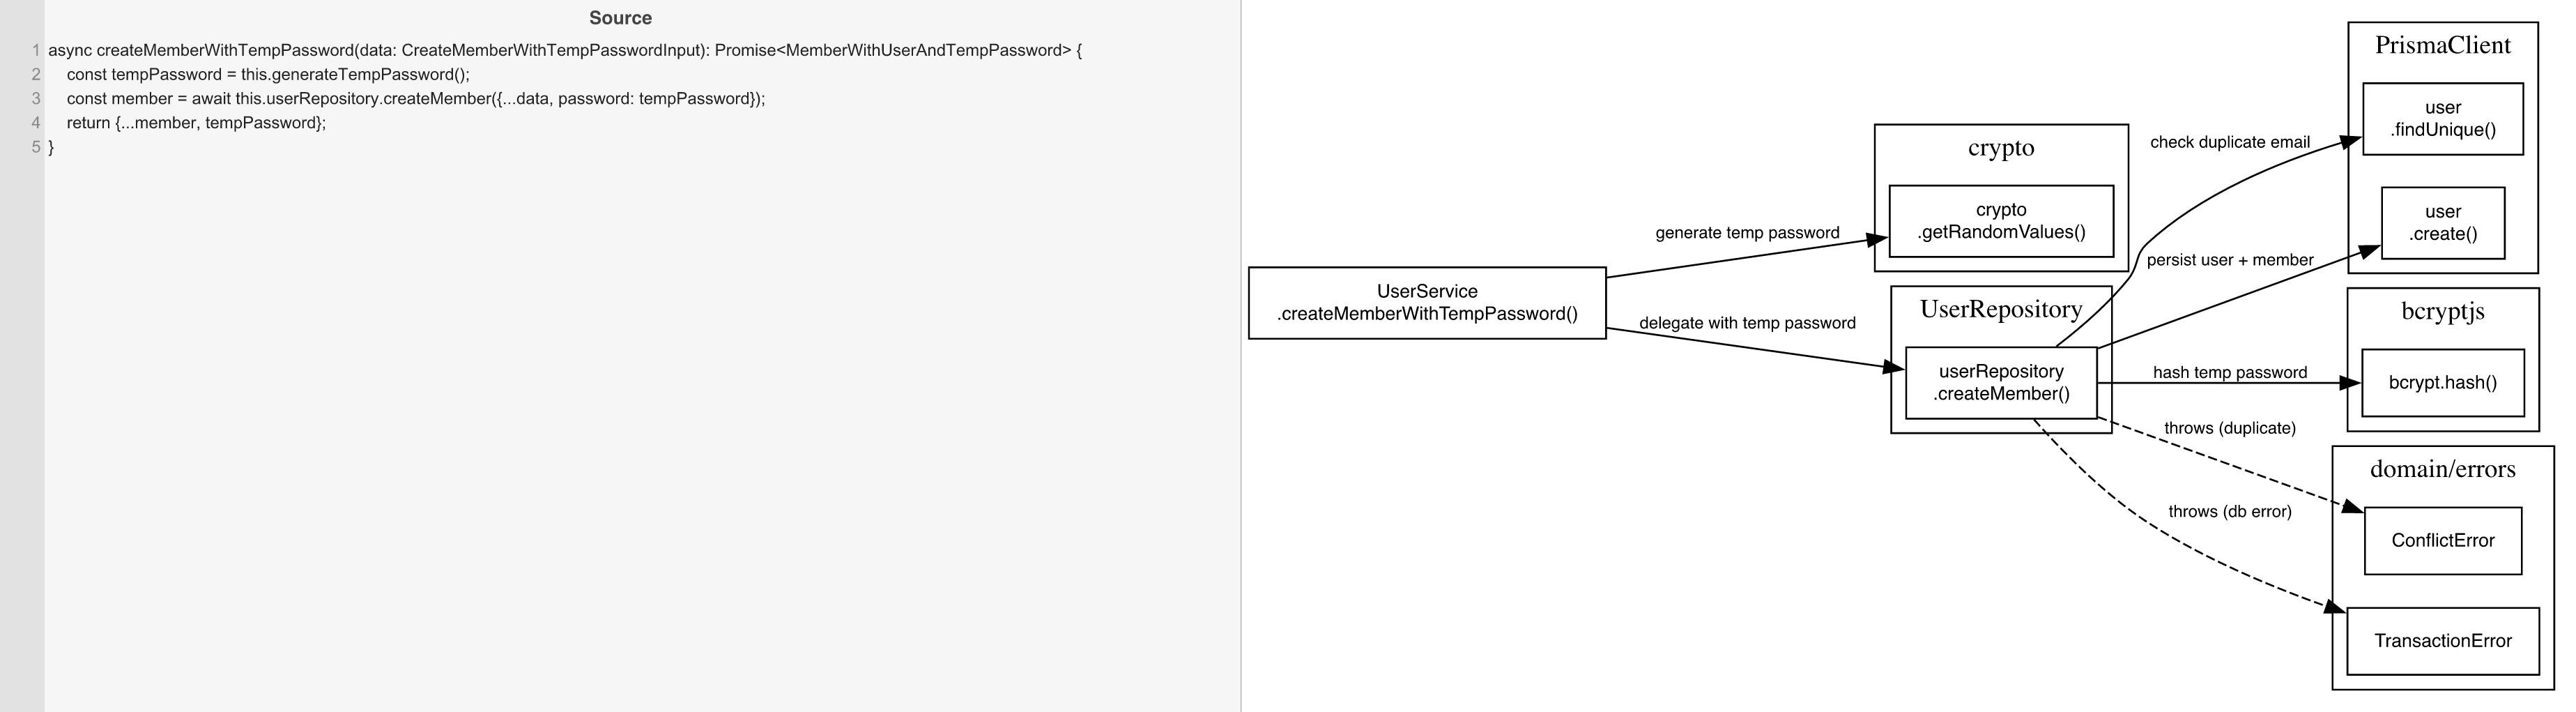 Source
1 async createMemberWithTempPassword(data: CreateMemberWithTempPasswordInput): Promise<MemberWithUserAndTempPassword> {
2     const tempPassword = this.generateTempPassword();
3     const member = await this.userRepository.createMember({...data, password: tempPassword});
4     return {...member, tempPassword};
5 }
UserService
.createMemberWithTempPassword()
generate temp password
delegate with temp password
crypto
crypto
.getRandomValues()
UserRepository
userRepository
.createMember()
check duplicate email
persist user + member
hash temp password
throws (duplicate)
throws (db error)
PrismaClient
user
.findUnique()
user
.create()
bcryptjs
bcrypt.hash()
domain/errors
ConflictError
TransactionError